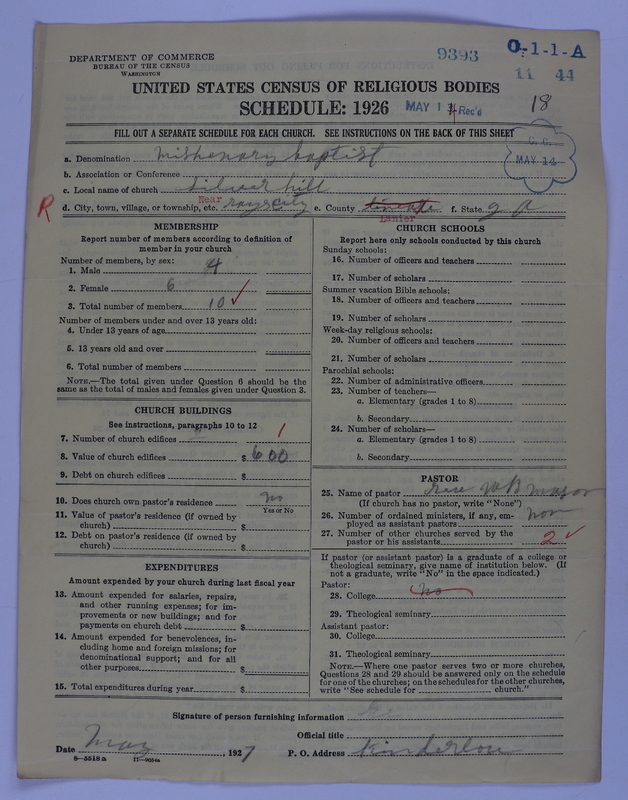 DEPARTMENT OF COMMERCE
BUREAU OF THE CENSUS
WASHINGTON
9393
O-1-1-A
11 44
UNITED STATES CENSUS OF RELIGIOUS BODIES
SCHEDULE: 1926
MAY 1 Rec'd
18
FILL OUT A SEPARATE SCHEDULE FOR EACH CHURCH. SEE INSTRUCTIONS ON THE BACK OF THIS SHEET
C. G.
MAY 14
a. Denomination Missionary baptist
b. Association or Conference
c. Local name of church Silver hill
R d. City, town, village, or township, etc. Near rays city e. County Lanier f. State g a
MEMBERSHIP
Report number of members according to definition of
member in your church
Number of members, by sex:
1. Male 4
2. Female 6
3. Total number of members 10 ✓
Number of members under and over 13 years old:
4. Under 13 years of age
5. 13 years old and over
6. Total number of members
NOTE.—The total given under Question 6 should be the
same as the total of males and females given under Question 3.
CHURCH BUILDINGS
See instructions, paragraphs 10 to 12
7. Number of church edifices 1
8. Value of church edifices $ 600
9. Debt on church edifices $
10. Does church own pastor's residence no
Yes or No
11. Value of pastor's residence (if owned by
church) $
12. Debt on pastor's residence (if owned by
church) $
EXPENDITURES
Amount expended by your church during last fiscal year
13. Amount expended for salaries, repairs,
and other running expenses; for im-
provements or new buildings; and for
payments on church debt $
14. Amount expended for benevolences, in-
cluding home and foreign missions; for
denominational support; and for all
other purposes $
15. Total expenditures during year $
CHURCH SCHOOLS
Report here only schools conducted by this church
Sunday schools:
16. Number of officers and teachers
17. Number of scholars
Summer vacation Bible schools:
18. Number of officers and teachers
19. Number of scholars
Week-day religious schools:
20. Number of officers and teachers
21. Number of scholars
Parochial schools:
22. Number of administrative officers
23. Number of teachers—
a. Elementary (grades 1 to 8)
b. Secondary
24. Number of scholars—
a. Elementary (grades 1 to 8)
b. Secondary
PASTOR
25. Name of pastor Rev W B mason
(If church has no pastor, write "None")
26. Number of ordained ministers, if any, em-
ployed as assistant pastors non
27. Number of other churches served by the
pastor or his assistants 2 ✓
If pastor (or assistant pastor) is a graduate of a college or
theological seminary, give name of institution below. (If
not a graduate, write "No" in the space indicated.)
Pastor:
28. College no
29. Theological seminary
Assistant pastor:
30. College
31. Theological seminary
NOTE.—Where one pastor serves two or more churches,
Questions 28 and 29 should be answered only on the schedule
for one of the churches; on the schedules for the other churches,
write "See schedule for church."
Signature of person furnishing information
Official title
Date May, 1927 P. O. Address Kinderlou
8-5518a 11-9054a